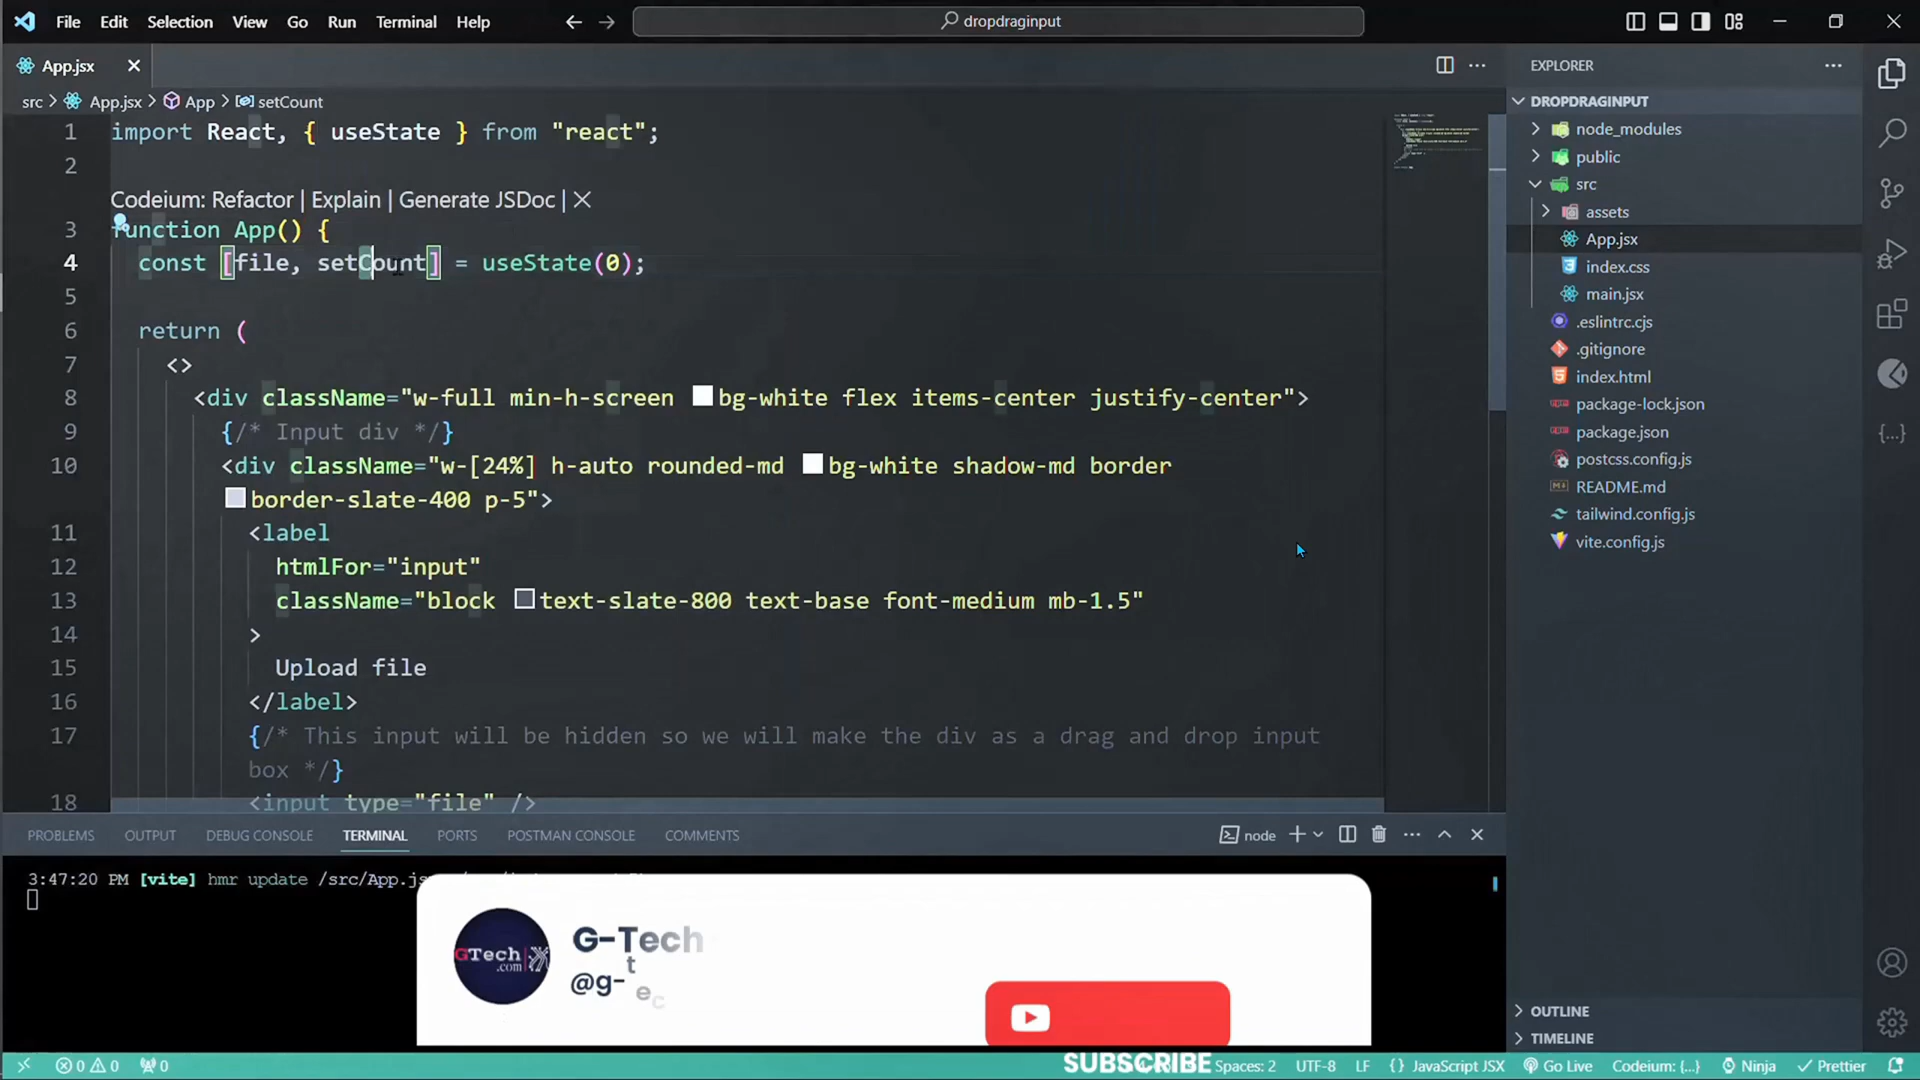 File Edit Selection View Go Run Terminal Help
dropdraginput
App.jsx
src > App.jsx > App > setCount
1 import React, { useState } from "react";
2
Codeium: Refactor | Explain | Generate JSDoc | X
3 function App() {
4 const [file, setCount] = useState(0);
5
6 return (
7 <>
8 <div className="w-full min-h-screen bg-white flex items-center justify-center">
9 {/* Input div */}
10 <div className="w-[24%] h-auto rounded-md bg-white shadow-md border
border-slate-400 p-5">
11 <label
12 htmlFor="input"
13 className="block text-slate-800 text-base font-medium mb-1.5"
14 >
15 Upload file
16 </label>
17 {/* This input will be hidden so we will make the div as a drag and drop input
box */}
18 <input type="file" />
EXPLORER
DROPDRAGINPUT
node_modules
public
src
assets
App.jsx
index.css
main.jsx
.eslintrc.cjs
.gitignore
index.html
package-lock.json
package.json
postcss.config.js
README.md
tailwind.config.js
vite.config.js
OUTLINE
TIMELINE
PROBLEMS OUTPUT DEBUG CONSOLE TERMINAL PORTS POSTMAN CONSOLE COMMENTS
node
3:47:20 PM [vite] hmr update /src/App.js
GTech
.com
G-Tech
@g-tec
SUBSCRIBE
0 0 0 Spaces: 2 UTF-8 LF {} JavaScript JSX Go Live Codeium: {...} Ninja Prettier